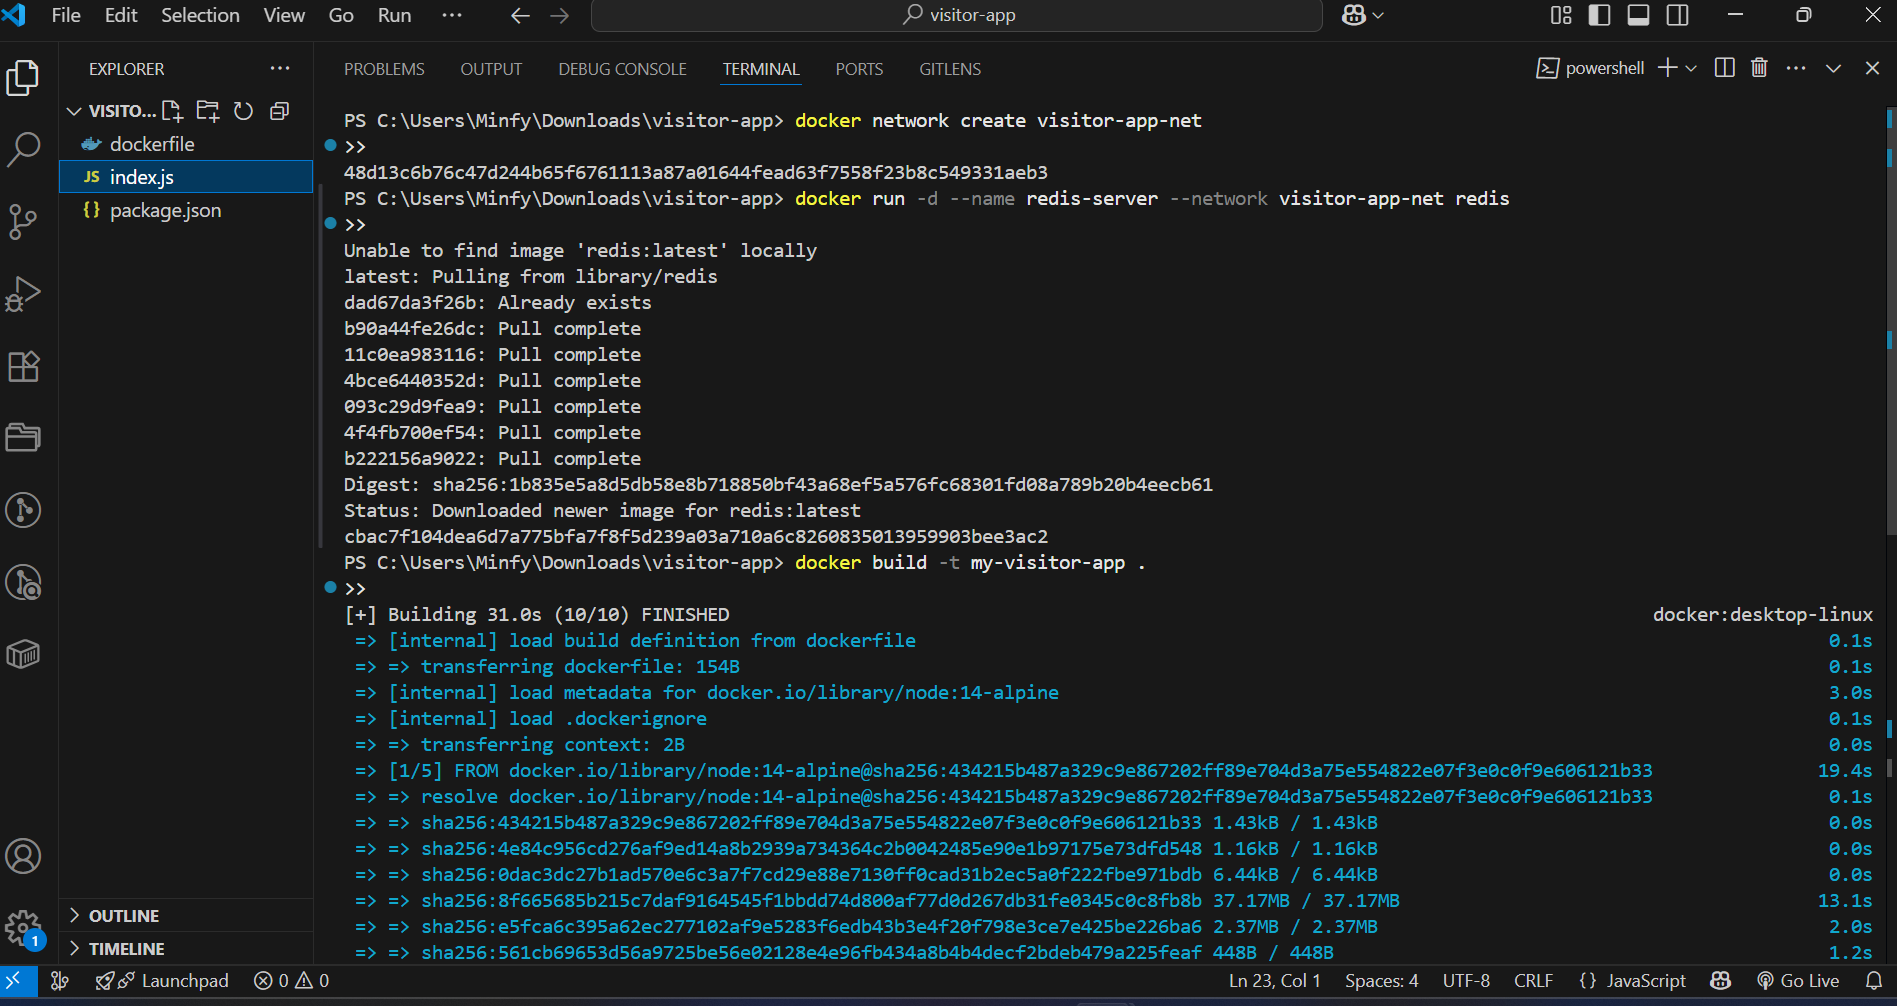 File Edit Selection View Go Run ··· visitor-app
EXPLORER ···
VISITO...
dockerfile
JS index.js
{} package.json
OUTLINE
TIMELINE
1
PROBLEMS OUTPUT DEBUG CONSOLE TERMINAL PORTS GITLENS powershell ···
PS C:\Users\Minfy\Downloads\visitor-app> docker network create visitor-app-net
>>
48d13c6b76c47d244b65f6761113a87a01644fead63f7558f23b8c549331aeb3
PS C:\Users\Minfy\Downloads\visitor-app> docker run -d --name redis-server --network visitor-app-net redis
>>
Unable to find image 'redis:latest' locally
latest: Pulling from library/redis
dad67da3f26b: Already exists
b90a44fe26dc: Pull complete
11c0ea983116: Pull complete
4bce6440352d: Pull complete
093c29d9fea9: Pull complete
4f4fb700ef54: Pull complete
b222156a9022: Pull complete
Digest: sha256:1b835e5a8d5db58e8b718850bf43a68ef5a576fc68301fd08a789b20b4eecb61
Status: Downloaded newer image for redis:latest
cbac7f104dea6d7a775bfa7f8f5d239a03a710a6c8260835013959903bee3ac2
PS C:\Users\Minfy\Downloads\visitor-app> docker build -t my-visitor-app .
>>
[+] Building 31.0s (10/10) FINISHED docker:desktop-linux
=> [internal] load build definition from dockerfile 0.1s
=> => transferring dockerfile: 154B 0.1s
=> [internal] load metadata for docker.io/library/node:14-alpine 3.0s
=> [internal] load .dockerignore 0.1s
=> => transferring context: 2B 0.0s
=> [1/5] FROM docker.io/library/node:14-alpine@sha256:434215b487a329c9e867202ff89e704d3a75e554822e07f3e0c0f9e606121b33 19.4s
=> => resolve docker.io/library/node:14-alpine@sha256:434215b487a329c9e867202ff89e704d3a75e554822e07f3e0c0f9e606121b33 0.1s
=> => sha256:434215b487a329c9e867202ff89e704d3a75e554822e07f3e0c0f9e606121b33 1.43kB / 1.43kB 0.0s
=> => sha256:4e84c956cd276af9ed14a8b2939a734364c2b0042485e90e1b97175e73dfd548 1.16kB / 1.16kB 0.0s
=> => sha256:0dac3dc27b1ad570e6c3a7f7cd29e88e7130ff0cad31b2ec5a0f222fbe971bdb 6.44kB / 6.44kB 0.0s
=> => sha256:8f665685b215c7daf9164545f1bbdd74d800af77d0d267db31fe0345c0c8fb8b 37.17MB / 37.17MB 13.1s
=> => sha256:e5fca6c395a62ec277102af9e5283f6edb43b3e4f20f798e3ce7e425be226ba6 2.37MB / 2.37MB 2.0s
=> => sha256:561cb69653d56a9725be56e02128e4e96fb434a8b4b4decf2bdeb479a225feaf 448B / 448B 1.2s
Launchpad 0 0 Ln 23, Col 1 Spaces: 4 UTF-8 CRLF {} JavaScript Go Live